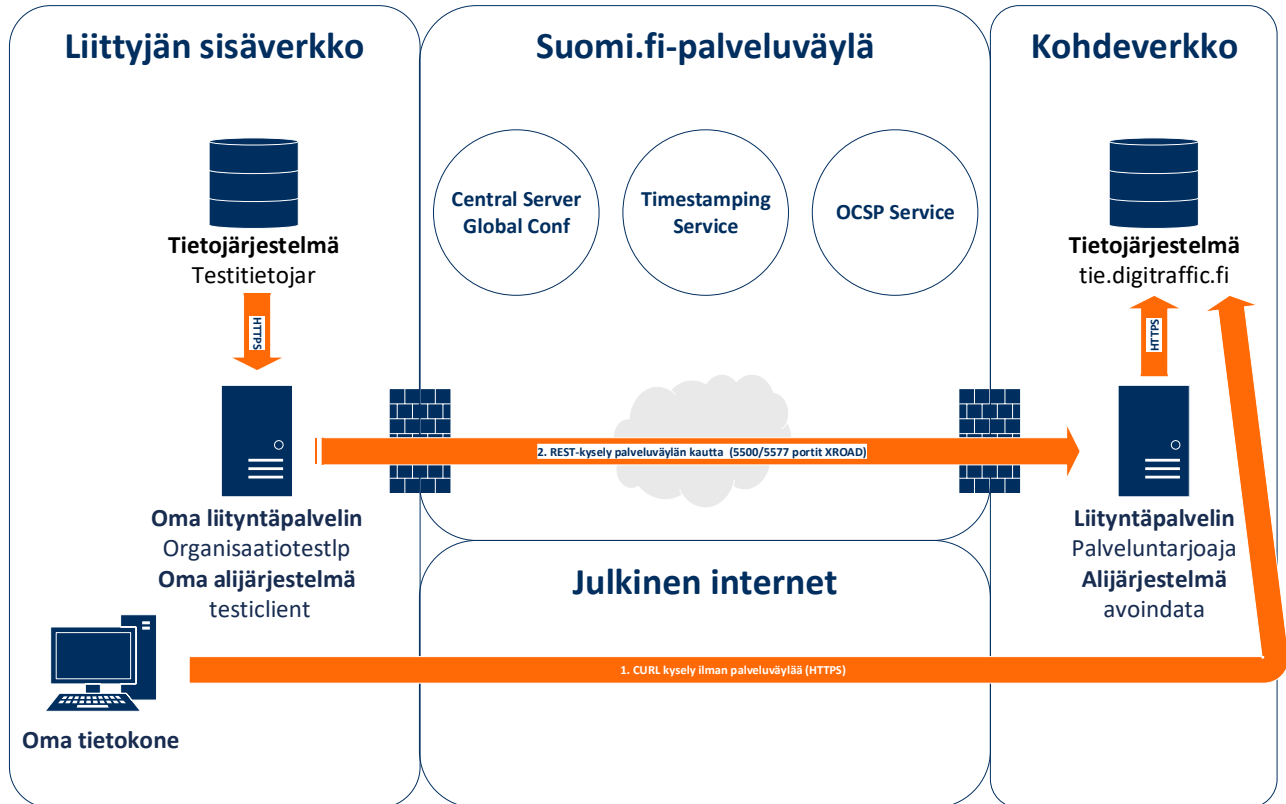 Liittyjän sisäverkko
Suomi.fi-palveluväylä
Kohdeverkko
Central Server
Global Conf
Timestamping
Service
OCSP Service
Tietojärjestelmä
Testitietojar
Tietojärjestelmä
tie.digitraffic.fi
HTTPS
HTTPS
2. REST-kysely palveluväylän kautta (5500/5577 portit XROAD)
Oma liityntäpalvelin
Organisaatiotestlp
Oma alijärjestelmä
testiclient
Liityntäpalvelin
Palveluntarjoaja
Alijärjestelmä
avoindata
Julkinen internet
1. CURL kysely ilman palveluväylää (HTTPS)
Oma tietokone